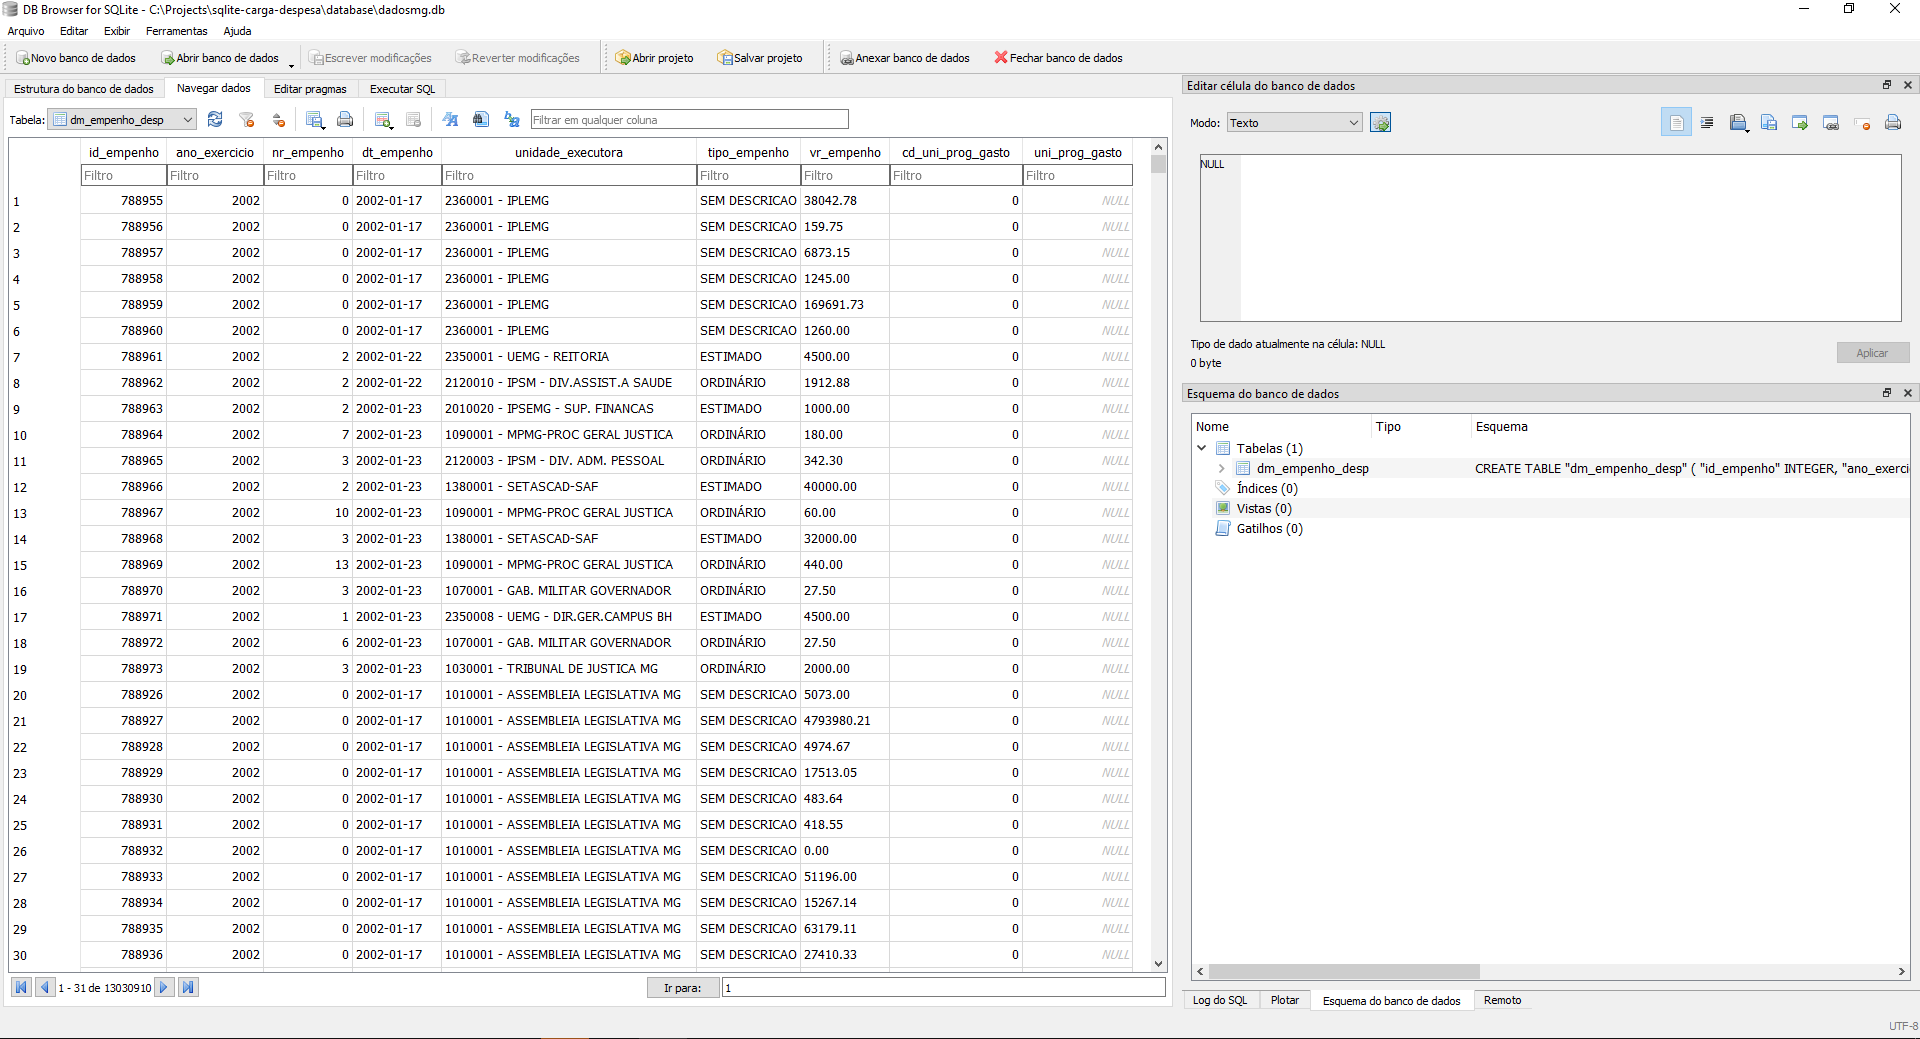 DB Browser for SQLite - C:\Projects\sqlite-carga-despesa\database\dadosmg.db
Arquivo Editar Exibir Ferramentas Ajuda
Novo banco de dados Abrir banco de dados Escrever modificações Reverter modificações Abrir projeto Salvar projeto Anexar banco de dados Fechar banco de dados
Estrutura do banco de dados Navegar dados Editar pragmas Executar SQL
Tabela: dm_empenho_desp Filtrar em qualquer coluna
id_empenho ano_exercicio nr_empenho dt_empenho unidade_executora tipo_empenho vr_empenho cd_uni_prog_gasto uni_prog_gasto
Filtro Filtro Filtro Filtro Filtro Filtro Filtro Filtro Filtro
1 788955 2002 0 2002-01-17 2360001 - IPLEMG SEM DESCRICAO 38042.78 0 NULL
2 788956 2002 0 2002-01-17 2360001 - IPLEMG SEM DESCRICAO 159.75 0 NULL
3 788957 2002 0 2002-01-17 2360001 - IPLEMG SEM DESCRICAO 6873.15 0 NULL
4 788958 2002 0 2002-01-17 2360001 - IPLEMG SEM DESCRICAO 1245.00 0 NULL
5 788959 2002 0 2002-01-17 2360001 - IPLEMG SEM DESCRICAO 169691.73 0 NULL
6 788960 2002 0 2002-01-17 2360001 - IPLEMG SEM DESCRICAO 1260.00 0 NULL
7 788961 2002 2 2002-01-22 2350001 - UEMG - REITORIA ESTIMADO 4500.00 0 NULL
8 788962 2002 2 2002-01-22 2120010 - IPSM - DIV.ASSIST.A SAUDE ORDINÁRIO 1912.88 0 NULL
9 788963 2002 2 2002-01-23 2010020 - IPSEMG - SUP. FINANCAS ESTIMADO 1000.00 0 NULL
10 788964 2002 7 2002-01-23 1090001 - MPMG-PROC GERAL JUSTICA ORDINÁRIO 180.00 0 NULL
11 788965 2002 3 2002-01-23 2120003 - IPSM - DIV. ADM. PESSOAL ORDINÁRIO 342.30 0 NULL
12 788966 2002 2 2002-01-23 1380001 - SETASCAD-SAF ESTIMADO 40000.00 0 NULL
13 788967 2002 10 2002-01-23 1090001 - MPMG-PROC GERAL JUSTICA ORDINÁRIO 60.00 0 NULL
14 788968 2002 3 2002-01-23 1380001 - SETASCAD-SAF ESTIMADO 32000.00 0 NULL
15 788969 2002 13 2002-01-23 1090001 - MPMG-PROC GERAL JUSTICA ORDINÁRIO 440.00 0 NULL
16 788970 2002 3 2002-01-23 1070001 - GAB. MILITAR GOVERNADOR ORDINÁRIO 27.50 0 NULL
17 788971 2002 1 2002-01-23 2350008 - UEMG - DIR.GER.CAMPUS BH ESTIMADO 4500.00 0 NULL
18 788972 2002 6 2002-01-23 1070001 - GAB. MILITAR GOVERNADOR ORDINÁRIO 27.50 0 NULL
19 788973 2002 3 2002-01-23 1030001 - TRIBUNAL DE JUSTICA MG ORDINÁRIO 2000.00 0 NULL
20 788926 2002 0 2002-01-17 1010001 - ASSEMBLEIA LEGISLATIVA MG SEM DESCRICAO 5073.00 0 NULL
21 788927 2002 0 2002-01-17 1010001 - ASSEMBLEIA LEGISLATIVA MG SEM DESCRICAO 4793980.21 0 NULL
22 788928 2002 0 2002-01-17 1010001 - ASSEMBLEIA LEGISLATIVA MG SEM DESCRICAO 4974.67 0 NULL
23 788929 2002 0 2002-01-17 1010001 - ASSEMBLEIA LEGISLATIVA MG SEM DESCRICAO 17513.05 0 NULL
24 788930 2002 0 2002-01-17 1010001 - ASSEMBLEIA LEGISLATIVA MG SEM DESCRICAO 483.64 0 NULL
25 788931 2002 0 2002-01-17 1010001 - ASSEMBLEIA LEGISLATIVA MG SEM DESCRICAO 418.55 0 NULL
26 788932 2002 0 2002-01-17 1010001 - ASSEMBLEIA LEGISLATIVA MG SEM DESCRICAO 0.00 0 NULL
27 788933 2002 0 2002-01-17 1010001 - ASSEMBLEIA LEGISLATIVA MG SEM DESCRICAO 51196.00 0 NULL
28 788934 2002 0 2002-01-17 1010001 - ASSEMBLEIA LEGISLATIVA MG SEM DESCRICAO 15267.14 0 NULL
29 788935 2002 0 2002-01-17 1010001 - ASSEMBLEIA LEGISLATIVA MG SEM DESCRICAO 63179.11 0 NULL
30 788936 2002 0 2002-01-17 1010001 - ASSEMBLEIA LEGISLATIVA MG SEM DESCRICAO 27410.33 0 NULL
1 - 31 de 13030910 Ir para: 1
Editar célula do banco de dados
Modo: Texto
NULL
Tipo de dado atualmente na célula: NULL
0 byte
Aplicar
Esquema do banco de dados
Nome Tipo Esquema
Tabelas (1)
dm_empenho_desp CREATE TABLE "dm_empenho_desp" ( "id_empenho" INTEGER, "ano_exerci
Índices (0)
Vistas (0)
Gatilhos (0)
Log do SQL Plotar Esquema do banco de dados Remoto
UTF-8